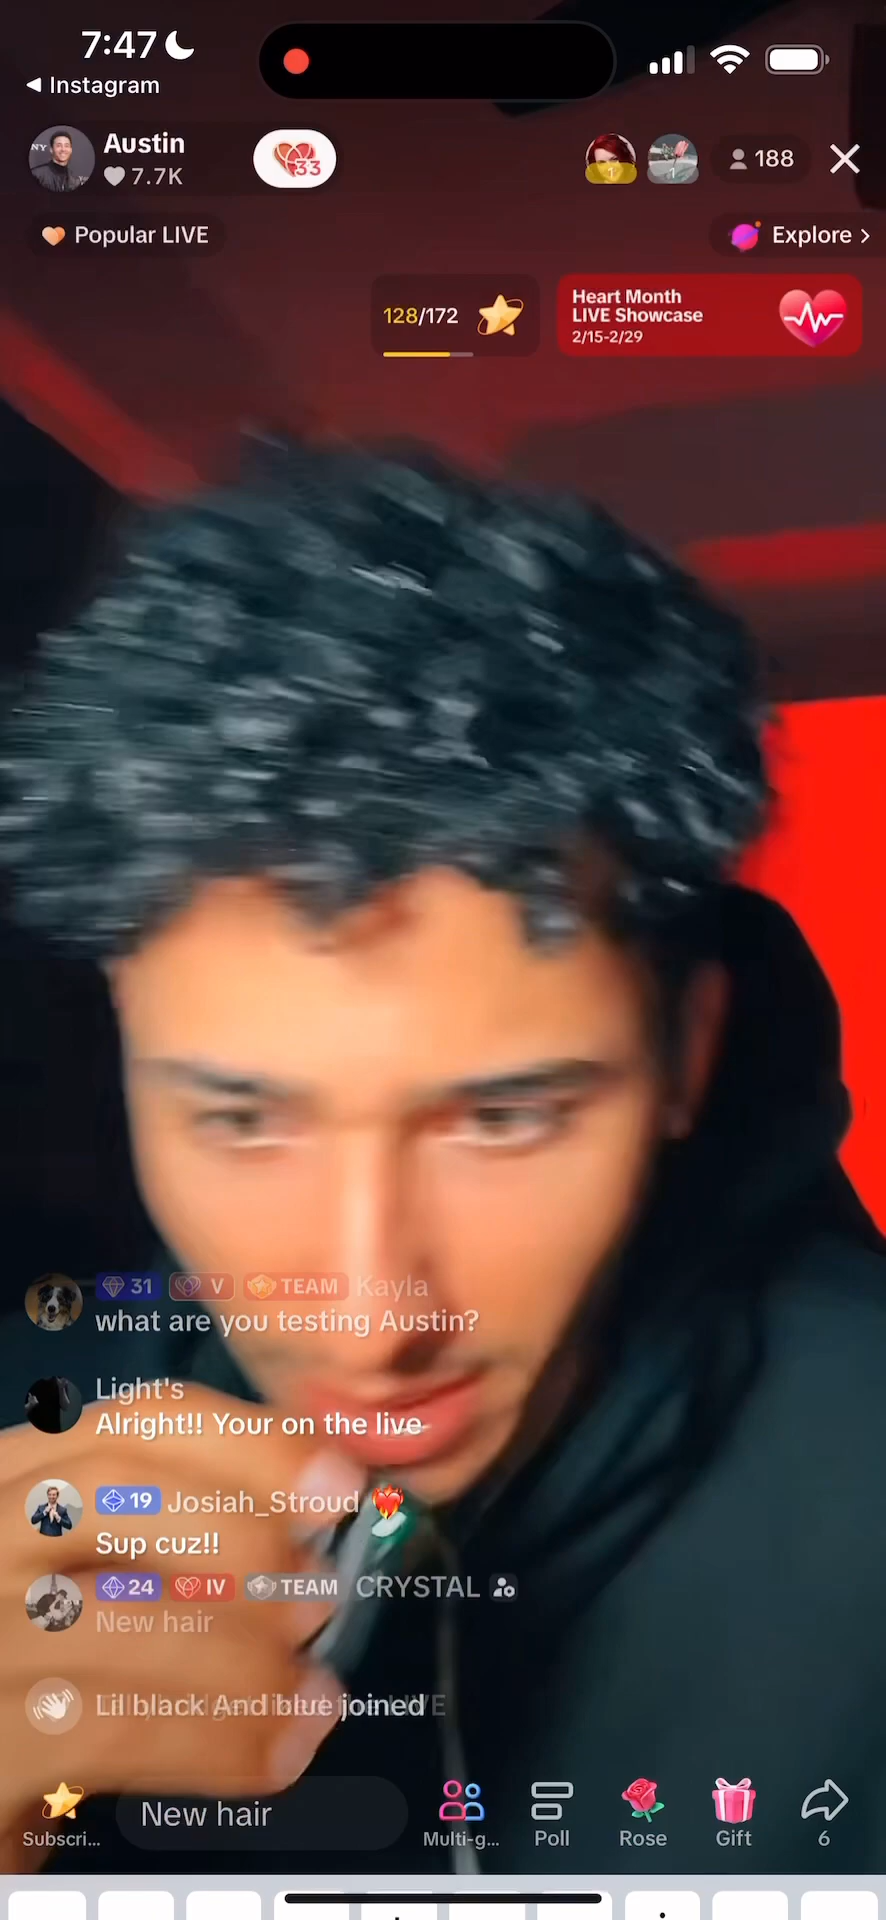 7:47
◀ Instagram
NY
Austin
7.7K
33
1
1
188
Popular LIVE
Explore >
128/172
Heart Month
LIVE Showcase
2/15-2/29
31 V TEAM Kayla
what are you testing Austin?
Light's
Alright!! Your on the live
19 Josiah_Stroud ❤️‍🔥
Sup cuz!!
24 IV TEAM CRYSTAL
New hair
Lil black And blue joined
New hair
Subscri...
Multi-g...
Poll
Rose
Gift
6